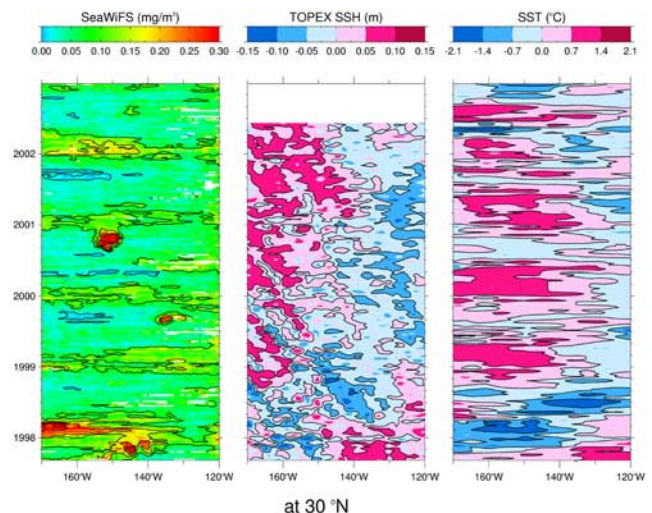 SeaWiFS (mg/m³)
0.00 0.05 0.10 0.15 0.20 0.25 0.30
TOPEX SSH (m)
-0.15 -0.10 -0.05 0.00 0.05 0.10 0.15
SST (°C)
-2.1 -1.4 -0.7 0.0 0.7 1.4 2.1
2002
2001
2000
1999
1998
160°W 140°W 120°W
160°W 140°W 120°W
160°W 140°W 120°W
at 30 °N